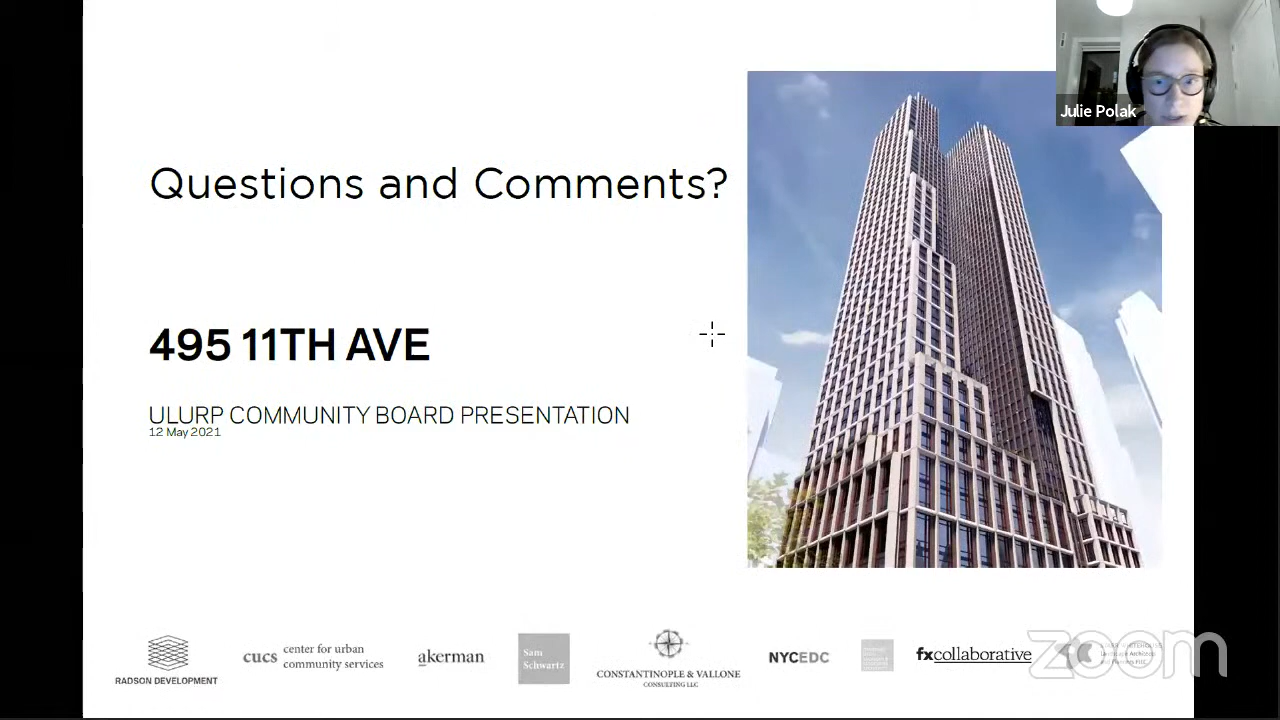 Julie Polak
Questions and Comments?
495 11TH AVE
ULURP COMMUNITY BOARD PRESENTATION
12 May 2021
RADSON DEVELOPMENT
cucs
center for urban
community services
akerman
Sam
Schwartz
CONSTANTINOPLE & VALLONE
CONSULTING LLC
NYCEDC
fxcollaborative
zoom